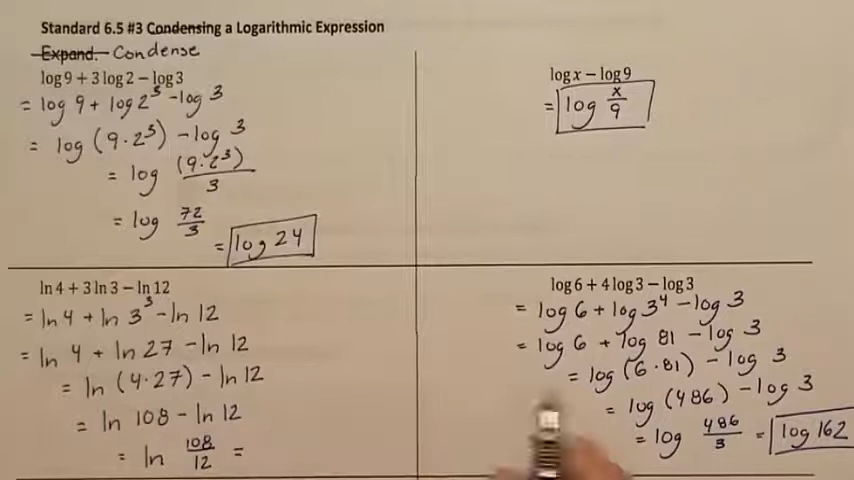 Standard 6.5 #3 Condensing a Logarithmic Expression
Expand. Condense
log 9 + 3 log 2 − log 3
= log 9 + log 2³ − log 3
= log (9·2³) − log 3
= log (9·2³)/3
= log 72/3
= log 24
log x − log 9
= log x/9
ln 4 + 3 ln 3 − ln 12
= ln 4 + ln 3³ − ln 12
= ln 4 + ln 27 − ln 12
= ln (4·27) − ln 12
= ln 108 − ln 12
= ln 108/12 =
log 6 + 4 log 3 − log 3
= log 6 + log 3⁴ − log 3
= log 6 + log 81 − log 3
= log (6·81) − log 3
= log (486) − log 3
= log 486/3 = log 162